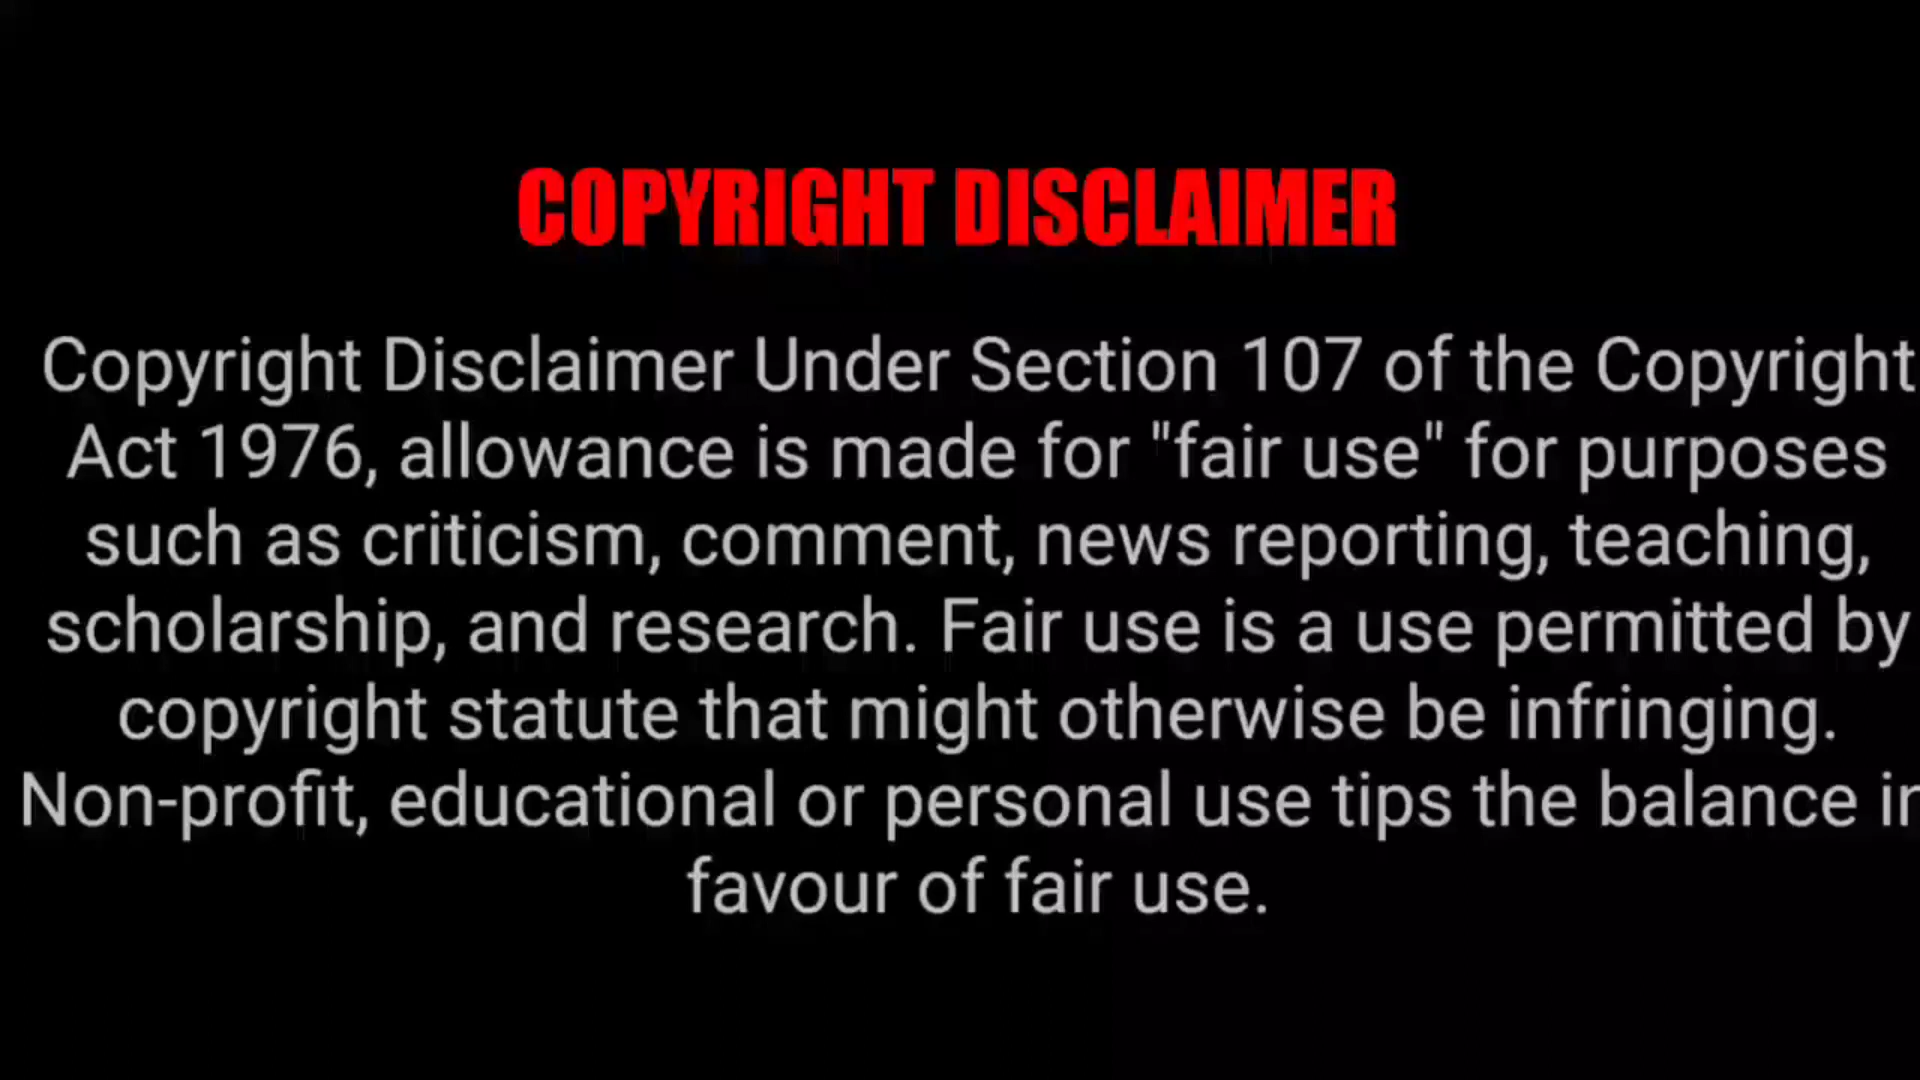 COPYRIGHT DISCLAIMER
Copyright Disclaimer Under Section 107 of the Copyright
Act 1976, allowance is made for "fair use" for purposes
such as criticism, comment, news reporting, teaching,
scholarship, and research. Fair use is a use permitted by
copyright statute that might otherwise be infringing.
Non-profit, educational or personal use tips the balance in
favour of fair use.